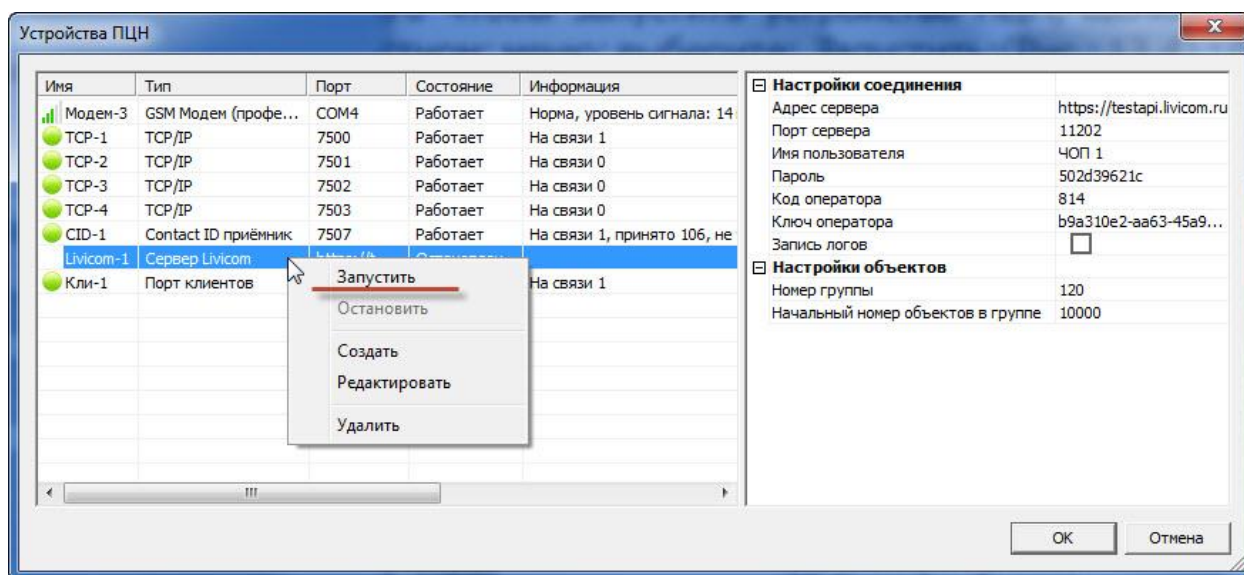 Устройства ПЦН
Имя Тип Порт Состояние Информация
Модем-3 GSM Модем (профе... COM4 Работает Норма, уровень сигнала: 14
TCP-1 TCP/IP 7500 Работает На связи 1
TCP-2 TCP/IP 7501 Работает На связи 0
TCP-3 TCP/IP 7502 Работает На связи 0
TCP-4 TCP/IP 7503 Работает На связи 0
CID-1 Contact ID приёмник 7507 Работает На связи 1, принято 106, не
Livicom-1 Сервер Livicom
Кли-1 Порт клиентов На связи 1
Запустить
Остановить
Создать
Редактировать
Удалить
Настройки соединения
Адрес сервера https://testapi.livicom.ru
Порт сервера 11202
Имя пользователя ЧОП 1
Пароль 502d39621c
Код оператора 814
Ключ оператора b9a310e2-aa63-45a9...
Запись логов
Настройки объектов
Номер группы 120
Начальный номер объектов в группе 10000
OK Отмена